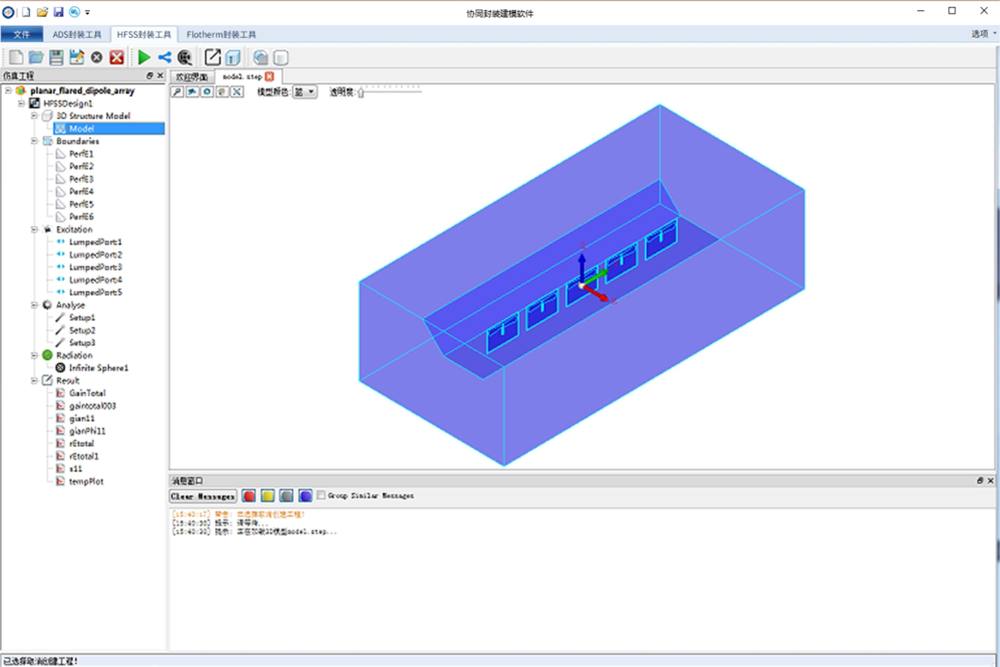 协同封装建模软件
文件 ADS封装工具 HFSS封装工具 Flotherm封装工具 选项
仿真工程
欢迎界面 model.step
模型颜色: 蓝 透明度:
planar_flared_dipole_array
HFSSDesign1
3D Structure Model
Model
Boundaries
PerfE1
PerfE2
PerfE3
PerfE4
PerfE5
PerfE6
Excitation
LumpedPort1
LumpedPort2
LumpedPort3
LumpedPort4
LumpedPort5
Analyse
Setup1
Setup2
Setup3
Radiation
Infinite Sphere1
Result
GainTotal
gaintotal003
gian11
gianPhi11
rEtotal
rEtotal1
s11
tempPlot
Z
X
消息窗口
Clear Messages Group Similar Messages
[15:40:17] 警告: 已选择取消创建工程!
[15:40:30] 提示: 请等待...
[15:40:30] 提示: 正在加载3D模型model.step...
已选择取消创建工程!